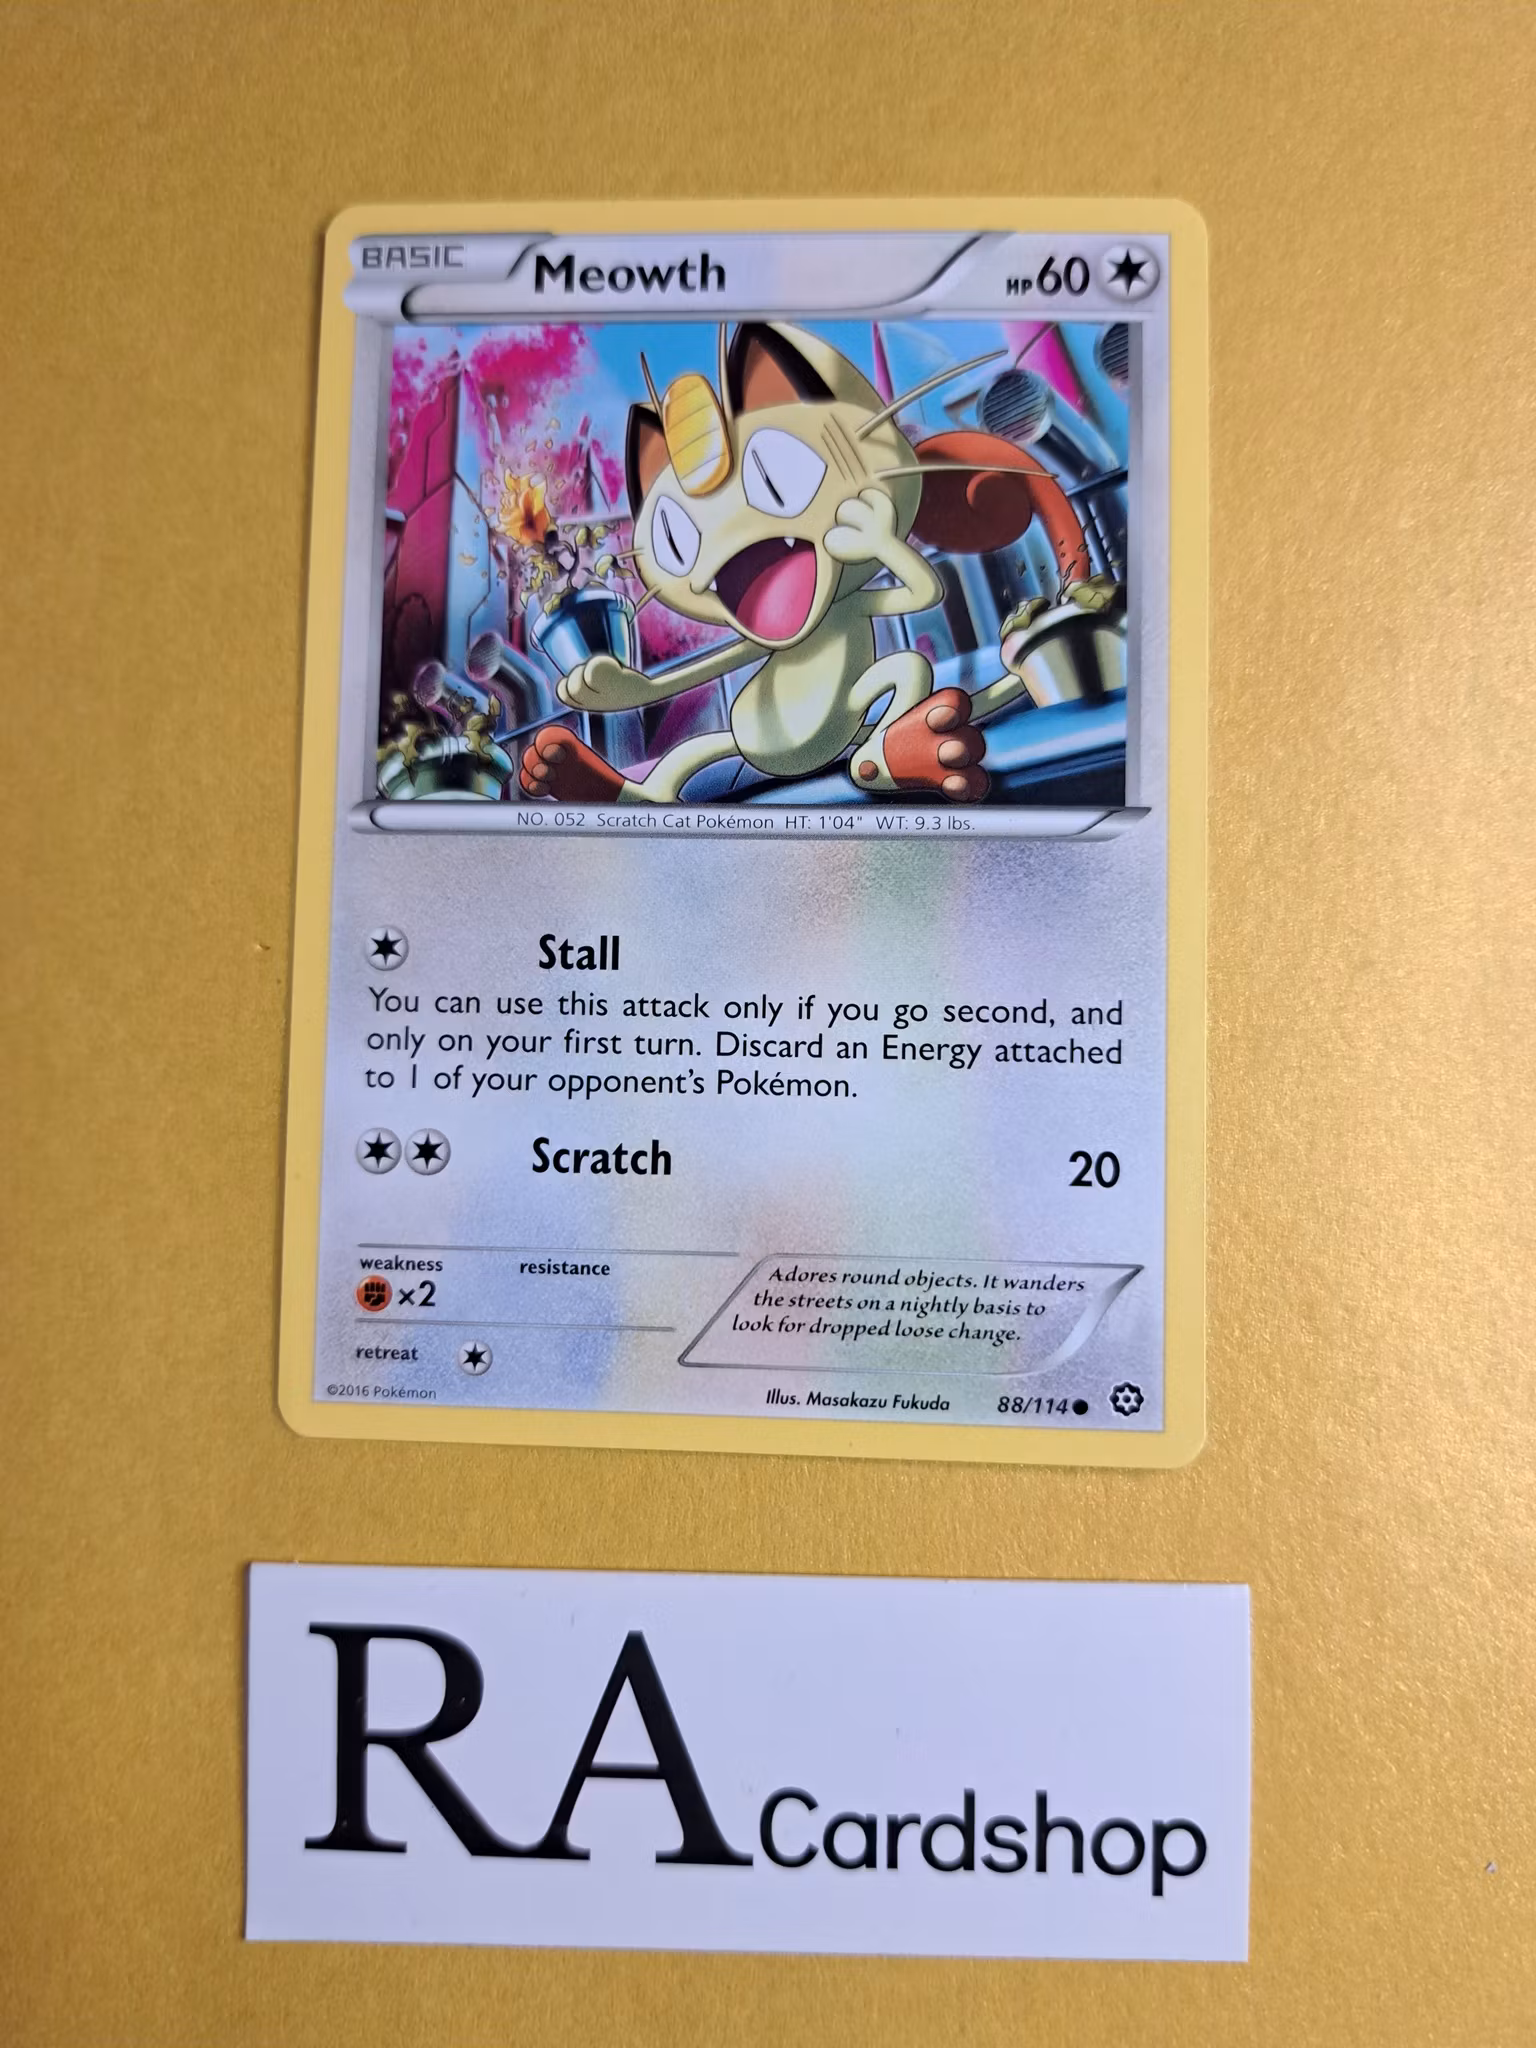 BASIC Meowth HP60
NO. 052 Scratch Cat Pokémon HT: 1'04" WT: 9.3 lbs.
Stall
You can use this attack only if you go second, and
only on your first turn. Discard an Energy attached
to 1 of your opponent's Pokémon.
Scratch 20
weakness resistance
×2
retreat
Adores round objects. It wanders
the streets on a nightly basis to
look for dropped loose change.
©2016 Pokémon
Illus. Masakazu Fukuda 88/114
RA Cardshop